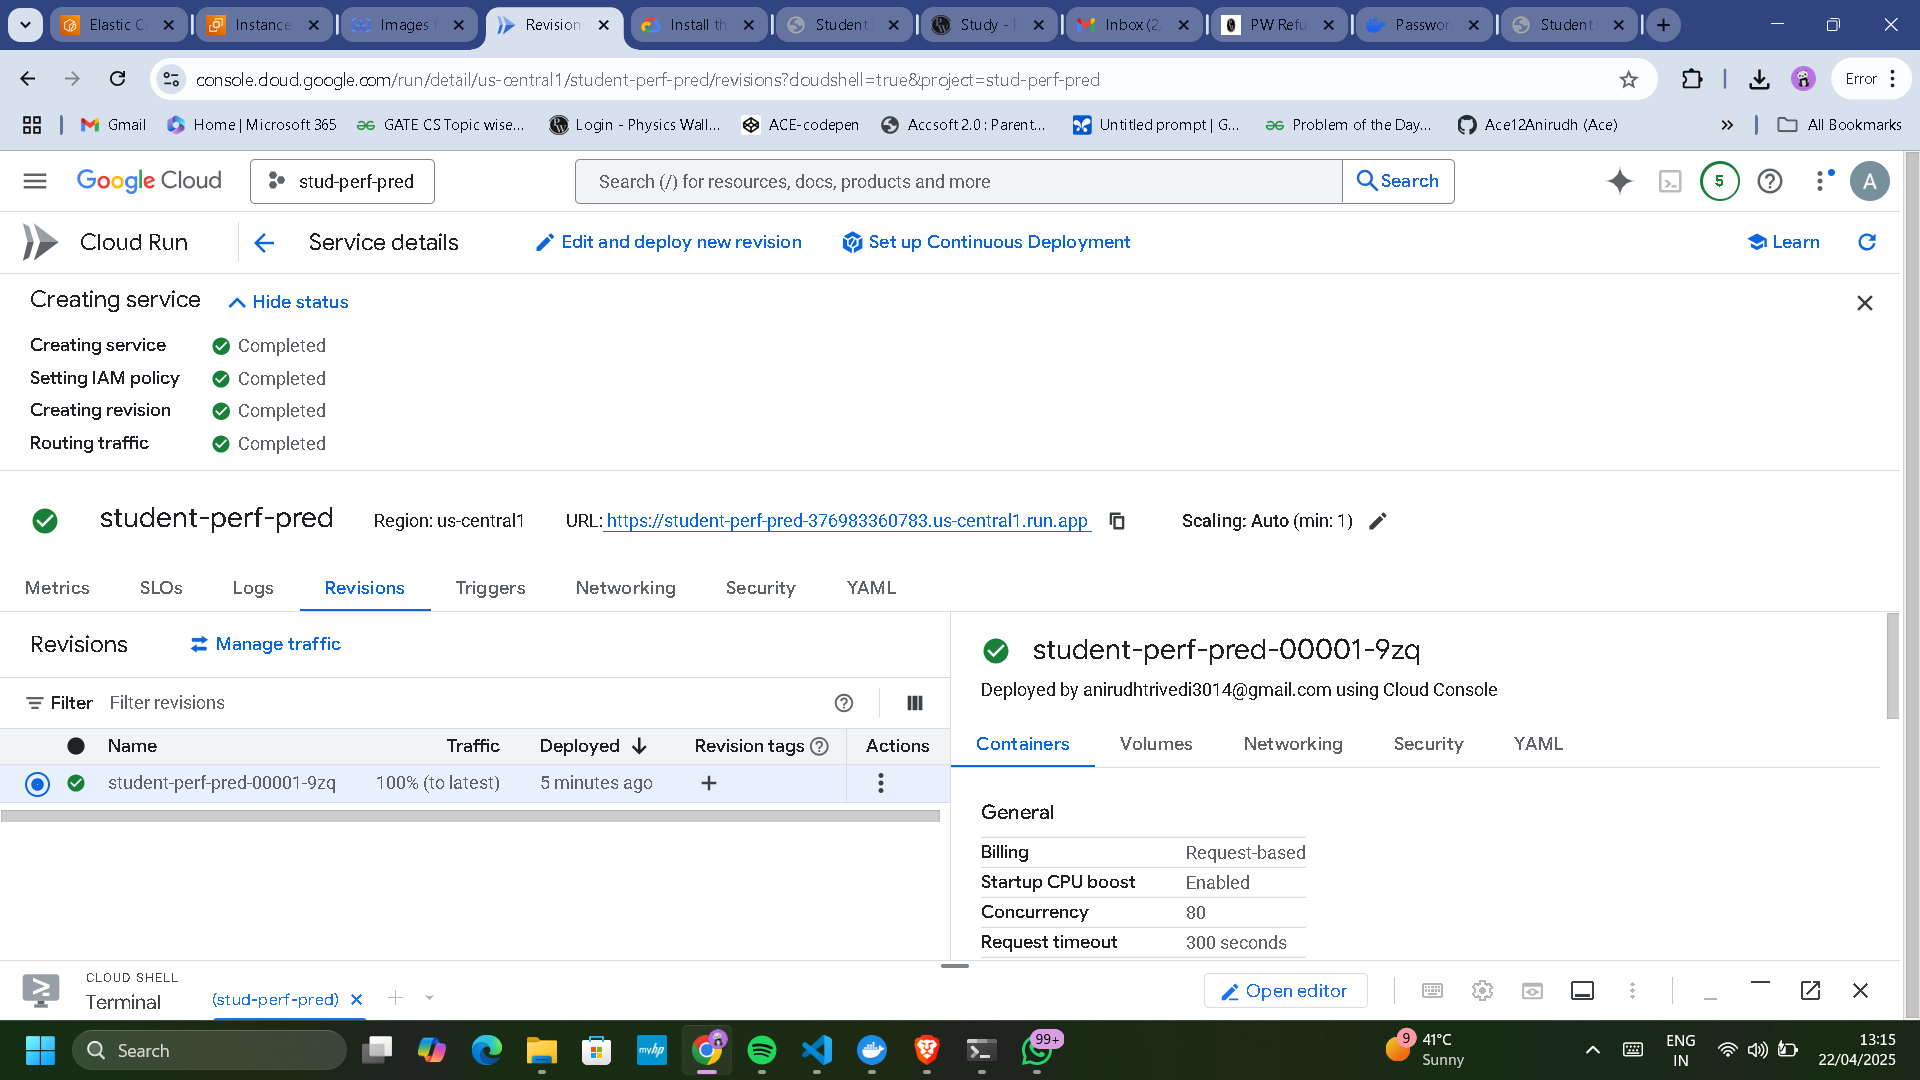 Elastic C
Instance
Images f
Revision
Install th
Student
Study - P
Inbox (2,
PW Refu
Passwor
Student
console.cloud.google.com/run/detail/us-central1/student-perf-pred/revisions?cloudshell=true&project=stud-perf-pred
Error
Gmail
Home | Microsoft 365
GATE CS Topic wise...
Login - Physics Wall...
ACE-codepen
Accsoft 2.0 : Parent...
Untitled prompt | G...
Problem of the Day...
Ace12Anirudh (Ace)
All Bookmarks
Google Cloud
stud-perf-pred
Search (/) for resources, docs, products and more
Search
5
A
Cloud Run
Service details
Edit and deploy new revision
Set up Continuous Deployment
Learn
Creating service
Hide status
Creating service Completed
Setting IAM policy Completed
Creating revision Completed
Routing traffic Completed
student-perf-pred
Region: us-central1
URL: https://student-perf-pred-376983360783.us-central1.run.app
Scaling: Auto (min: 1)
Metrics
SLOs
Logs
Revisions
Triggers
Networking
Security
YAML
Revisions
Manage traffic
Filter Filter revisions
Name Traffic Deployed Revision tags Actions
student-perf-pred-00001-9zq 100% (to latest) 5 minutes ago
student-perf-pred-00001-9zq
Deployed by anirudhtrivedi3014@gmail.com using Cloud Console
Containers
Volumes
Networking
Security
YAML
General
Billing Request-based
Startup CPU boost Enabled
Concurrency 80
Request timeout 300 seconds
CLOUD SHELL
Terminal
(stud-perf-pred)
Open editor
Search
myhp
99+
9
41°C
Sunny
ENG
IN
13:15
22/04/2025